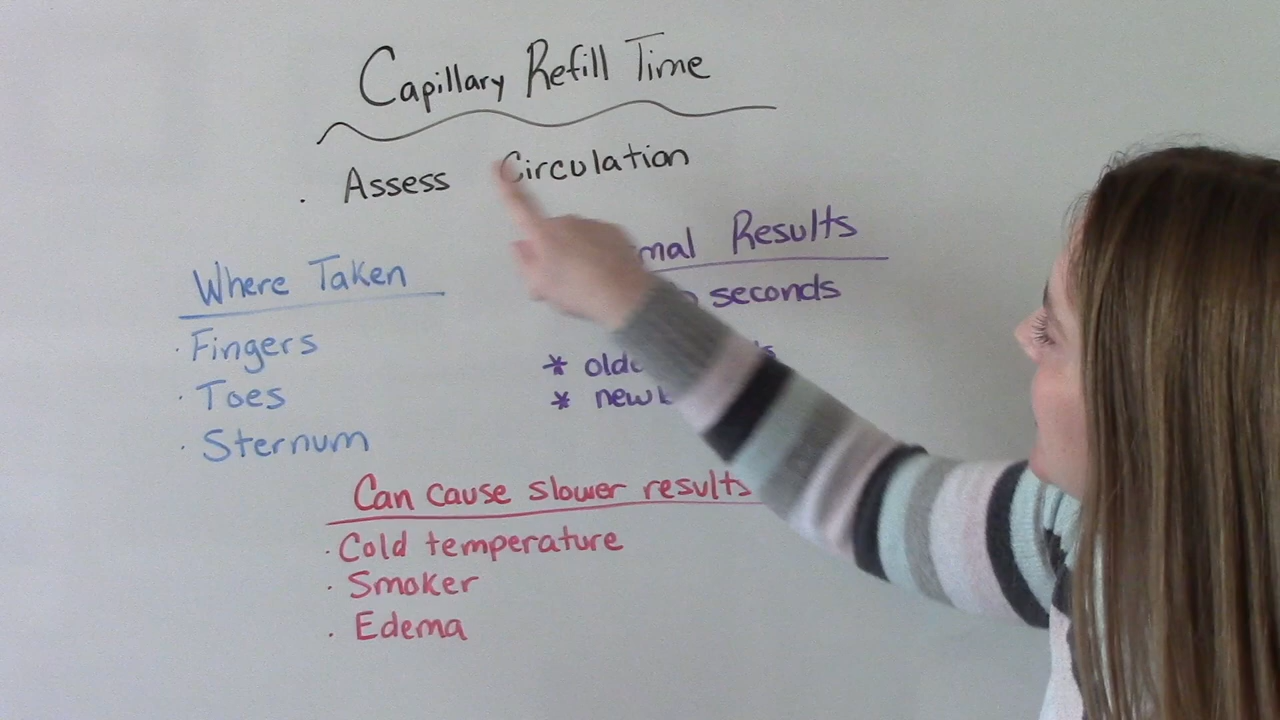 Capillary Refill Time
. Assess Circulation
Where Taken
· Fingers
· Toes
· Sternum
Results
seconds
*
*
Can cause slower results
· Cold temperature
· Smoker
. Edema